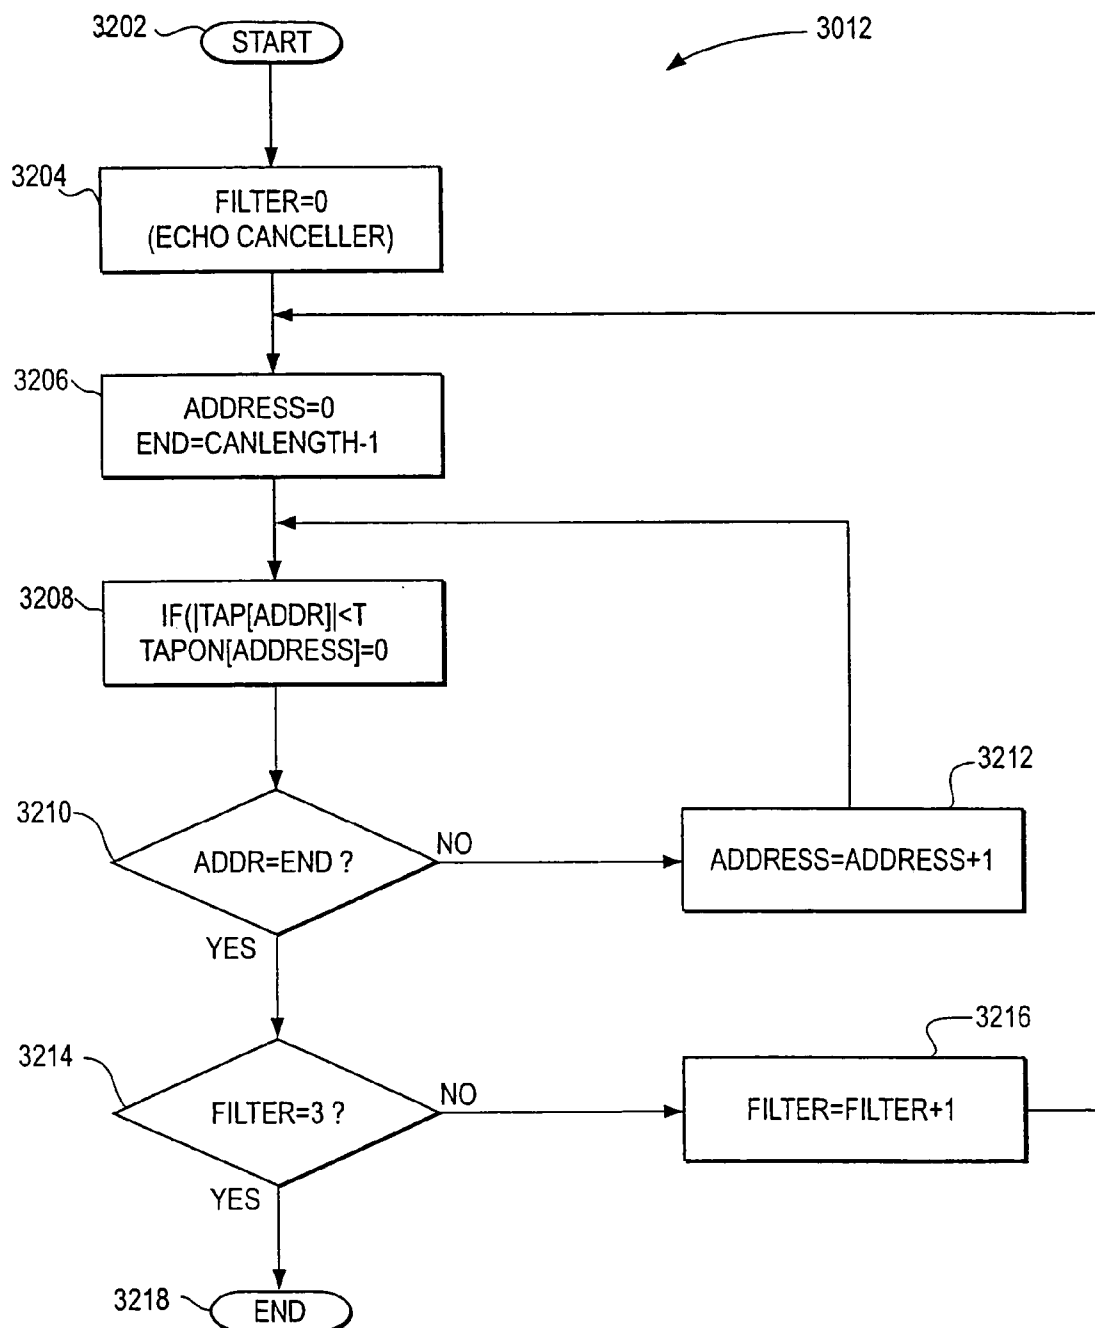 3202
START
3012
3204
FILTER=0
(ECHO CANCELLER)
3206
ADDRESS=0
END=CANLENGTH-1
3208
IF(|TAP[ADDR]|<T
TAPON[ADDRESS]=0
3212
3210
ADDR=END ?
NO
ADDRESS=ADDRESS+1
YES
3216
3214
FILTER=3 ?
NO
FILTER=FILTER+1
YES
3218
END